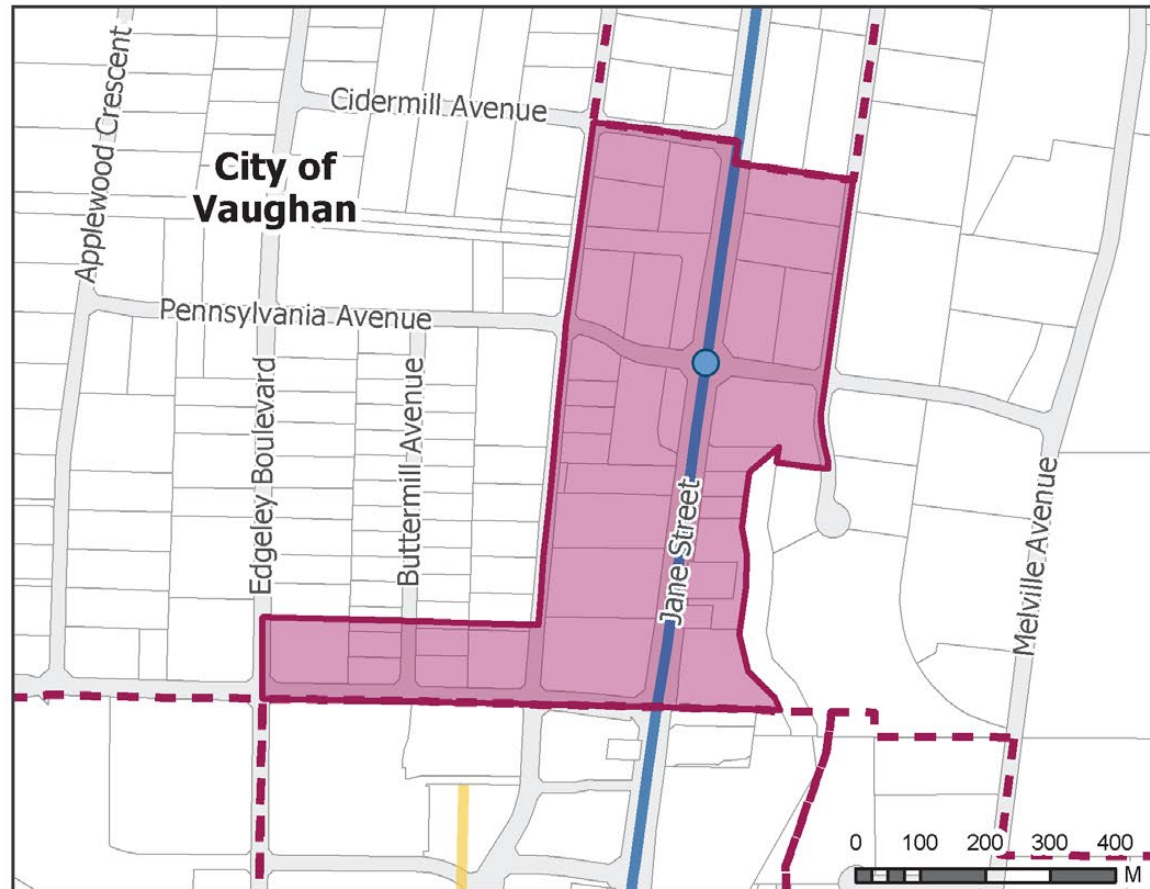 Applewood Crescent
Cidermill Avenue
City of
Vaughan
Pennsylvania Avenue
Edgeley Boulevard
Buttermill Avenue
Jane Street
Melville Avenue
0 100 200 300 400
M